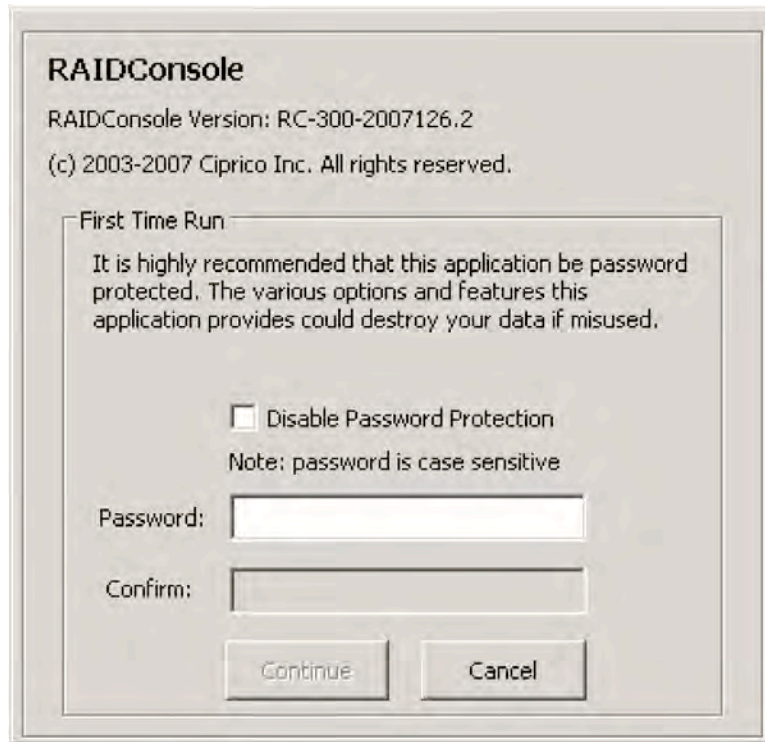 RAIDConsole
RAIDConsole Version: RC-300-2007126.2
(c) 2003-2007 Ciprico Inc. All rights reserved.
First Time Run
It is highly recommended that this application be password
protected. The various options and features this
application provides could destroy your data if misused.
Disable Password Protection
Note: password is case sensitive
Password:
Confirm:
Continue Cancel